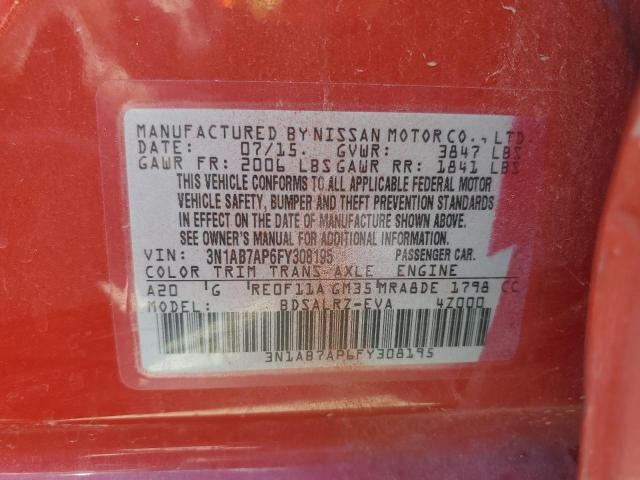 MANUFACTURED BY NISSAN MOTOR CO., LTD
DATE: 07/15. GVWR: 3847 LBS
GAWR FR: 2006 LBS GAWR RR: 1841 LBS
THIS VEHICLE CONFORMS TO ALL APPLICABLE FEDERAL MOTOR
VEHICLE SAFETY, BUMPER AND THEFT PREVENTION STANDARDS
IN EFFECT ON THE DATE OF MANUFACTURE SHOWN ABOVE.
SEE OWNER'S MANUAL FOR ADDITIONAL INFORMATION.
VIN: 3N1AB7AP6FY308195 PASSENGER CAR.
COLOR TRIM TRANS AXLE ENGINE
A20 G RE0F11A GM35 MRA8DE 1798 CC
MODEL: BDSALRZ-EVA 4Z000
3N1AB7AP6FY308195